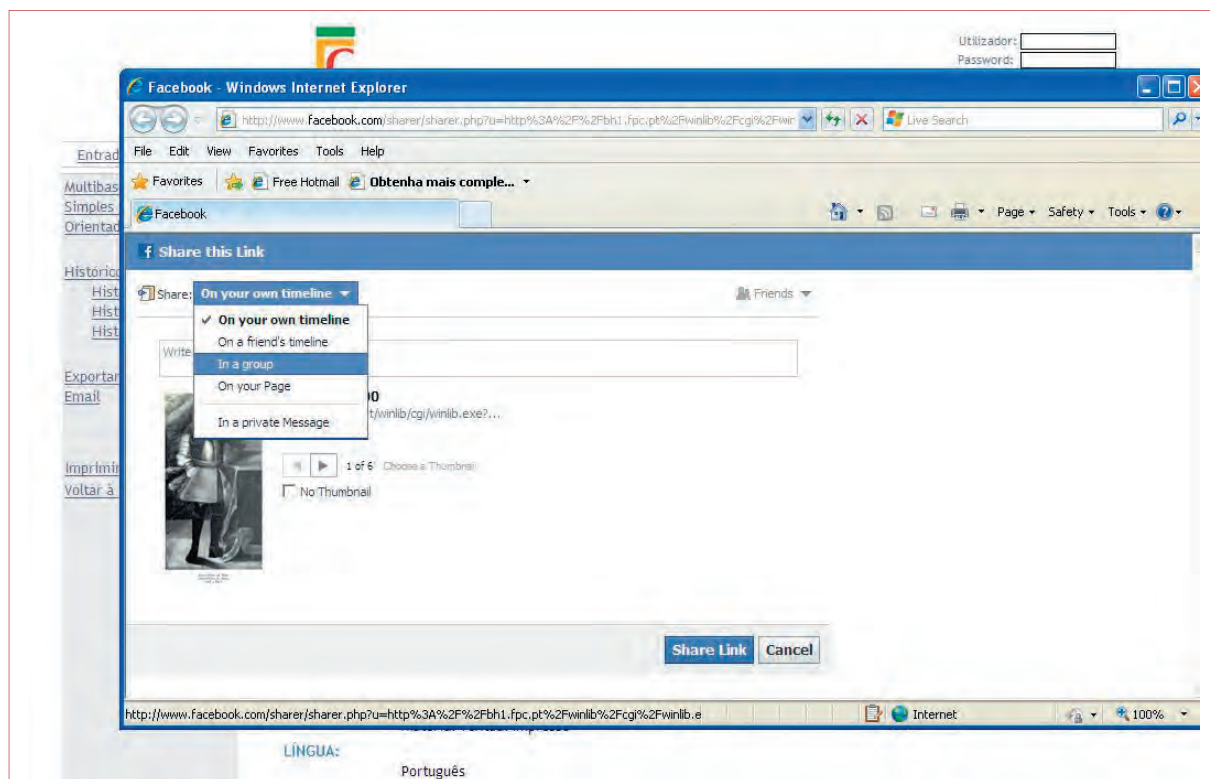 Utilizador:
Password:
Facebook - Windows Internet Explorer
http://www.facebook.com/sharer/sharer.php?u=http%3A%2F%2Fbh1.fpc.pt%2Fwinlib%2Fcgi%2Fwir
Live Search
File Edit View Favorites Tools Help
Favorites Free Hotmail Obtenha mais comple...
Facebook
Page Safety Tools
Share this Link
Share: On your own timeline
Friends
On your own timeline
On a friend's timeline
In a group
On your Page
In a private Message
Write
00
t/winlib/cgi/winlib.exe?...
1 of 6 Choose a Thumbnail
No Thumbnail
Share Link Cancel
http://www.facebook.com/sharer/sharer.php?u=http%3A%2F%2Fbh1.fpc.pt%2Fwinlib%2Fcgi%2Fwinlib.e
Internet
100%
Entrad
Multibas
Simples
Orientad
Histórico
Hist
Hist
Hist
Exportar
Email
Imprimir
Voltar à
LÍNGUA:
Português